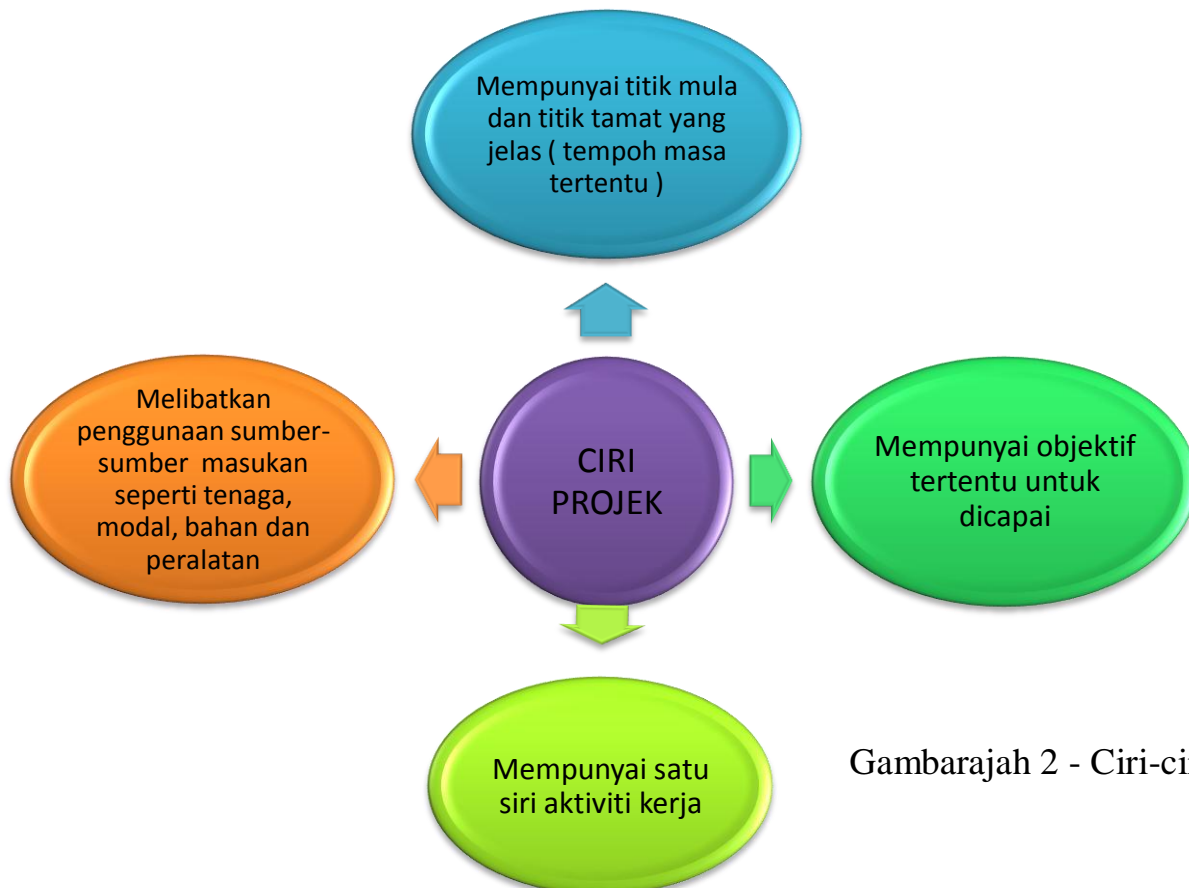 Mempunyai titik mula
dan titik tamat yang
jelas ( tempoh masa
tertentu )
Melibatkan
penggunaan sumber-
sumber masukan
seperti tenaga,
modal, bahan dan
peralatan
CIRI
PROJEK
Mempunyai objektif
tertentu untuk
dicapai
Mempunyai satu
siri aktiviti kerja
Gambarajah 2 - Ciri-